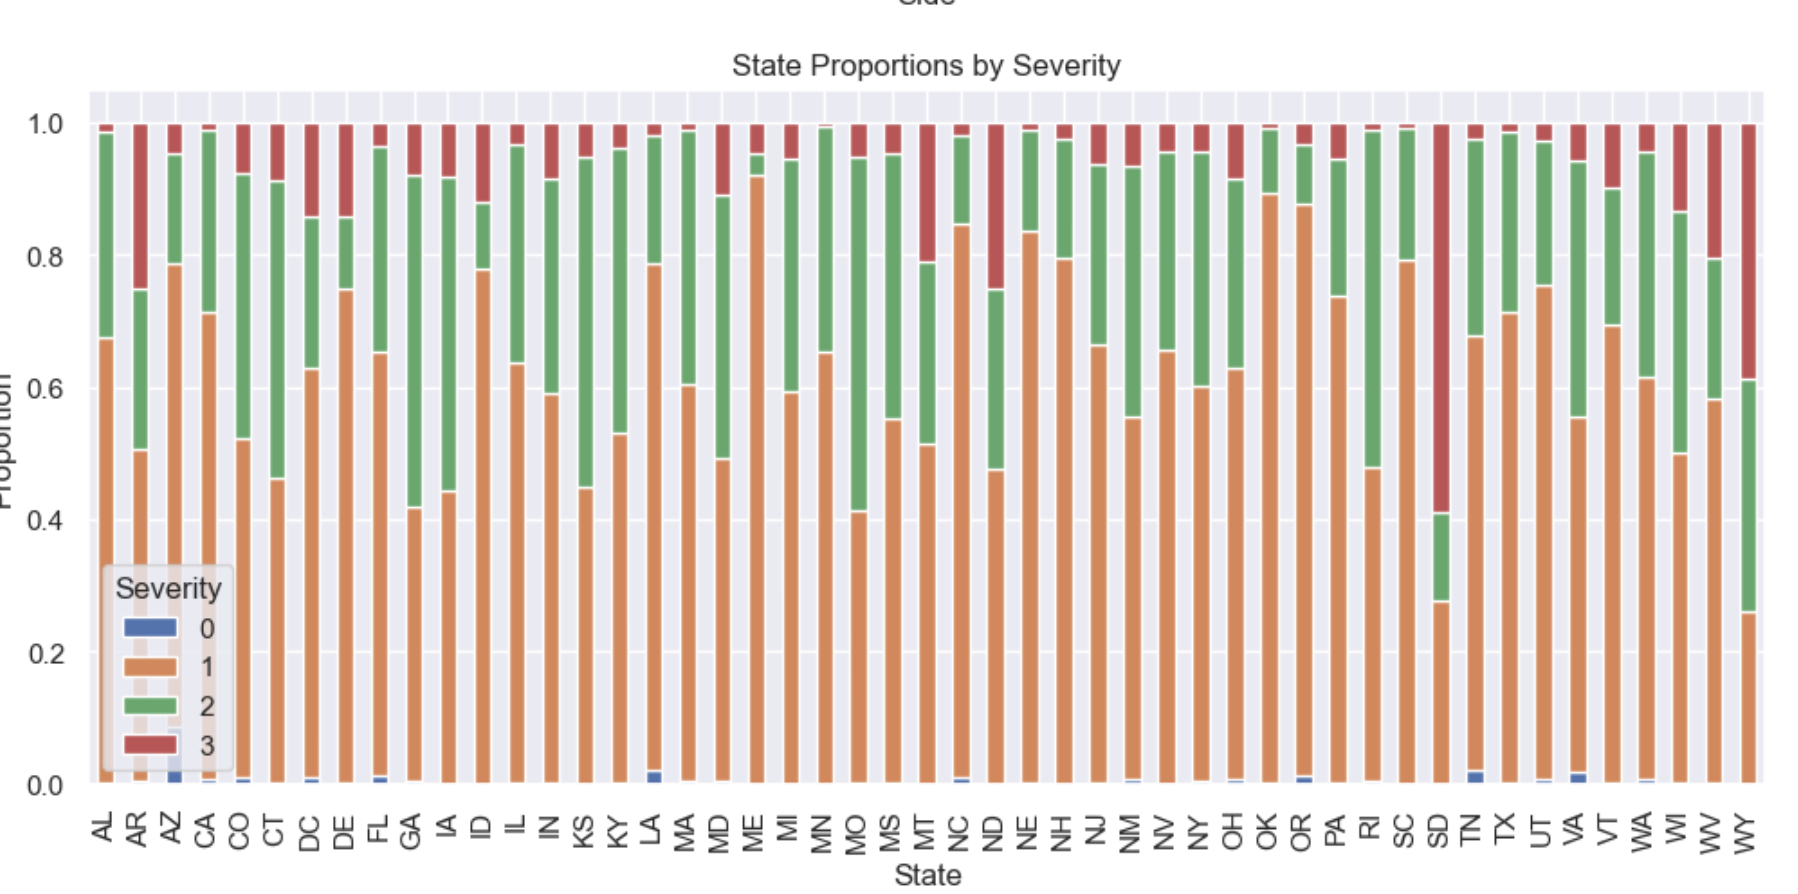 Side
State Proportions by Severity
1.0
0.8
0.6
0.4
0.2
0.0
Proportion
Severity
0
1
2
3
AL AR AZ CA CO CT DC DE FL GA IA ID IL IN KS KY LA MA MD ME MI MN MO MS MT NC ND NE NH NJ NM NV NY OH OK OR PA RI SC SD TN TX UT VA VT WA WI WV WY
State